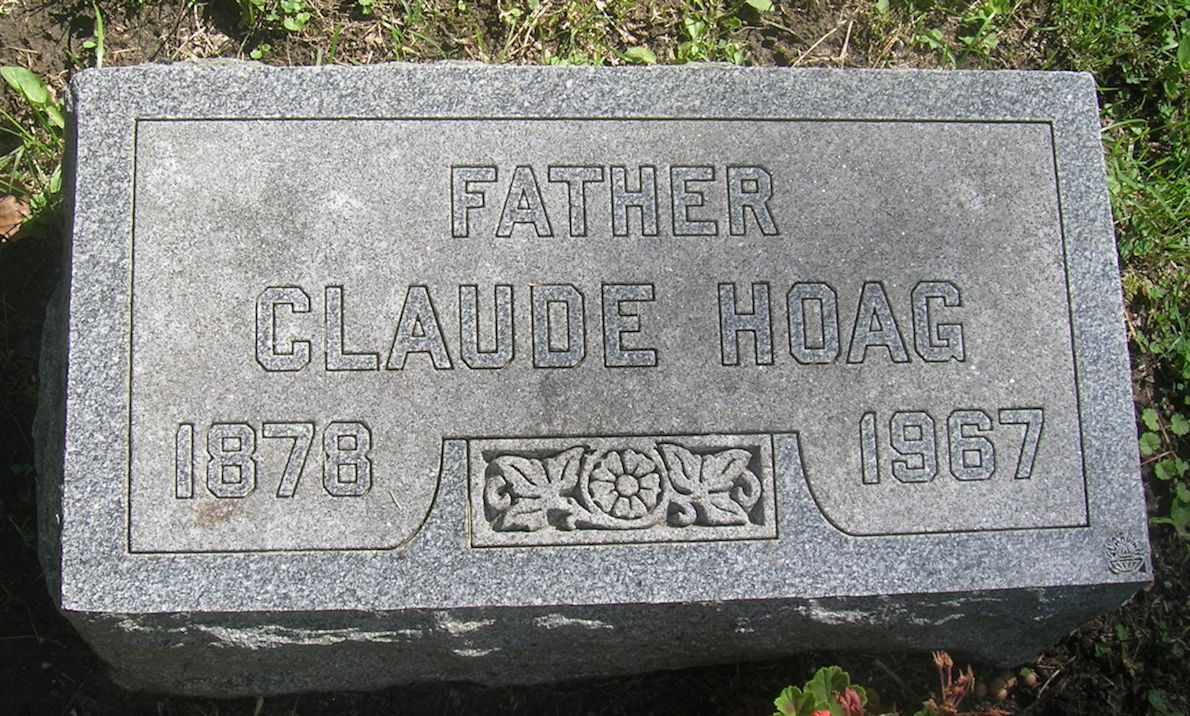 FATHER
CLAUDE HOAG
1878 1967